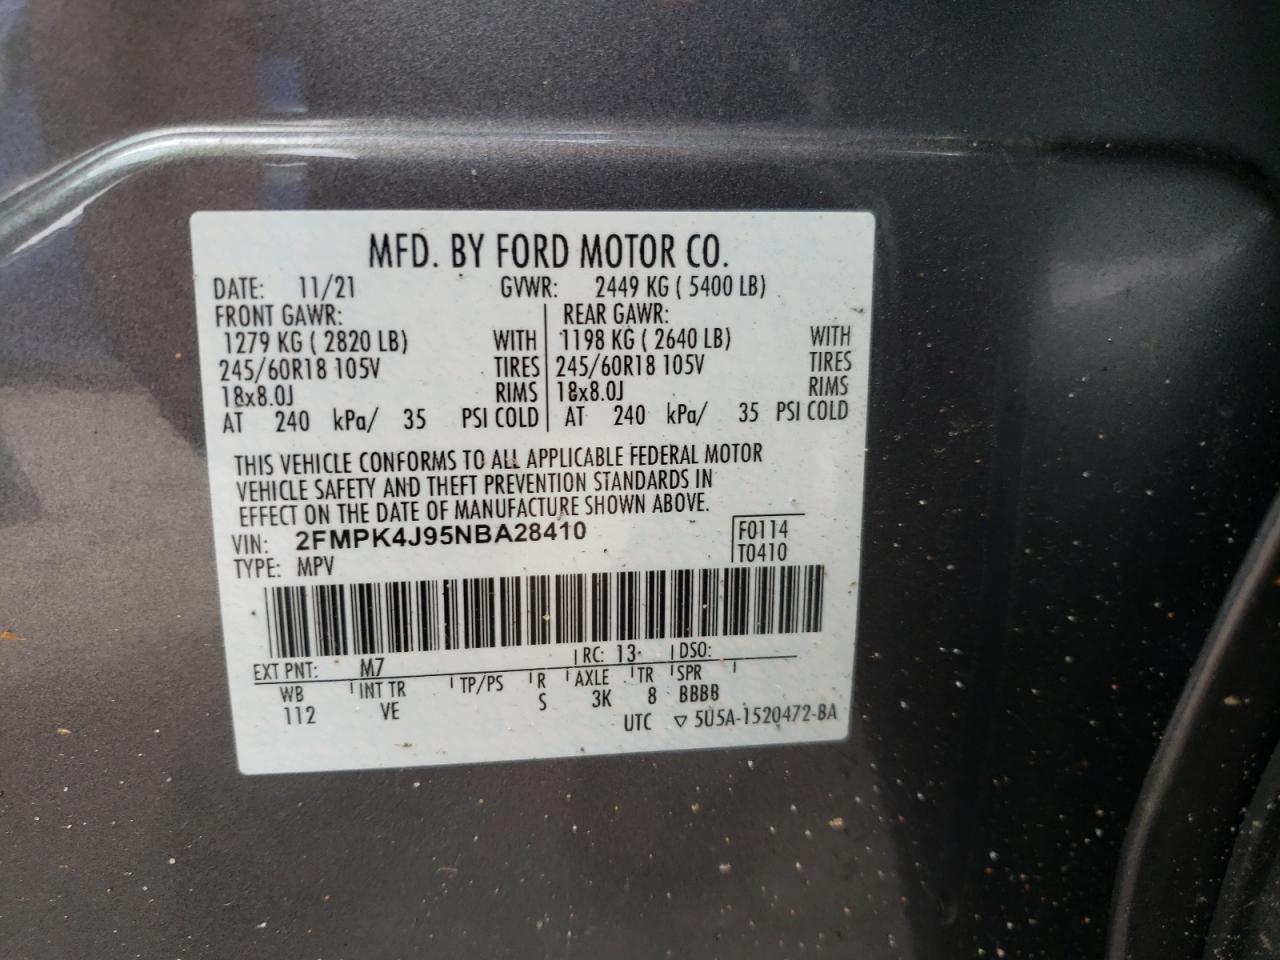 MFD. BY FORD MOTOR CO.
DATE: 11/21 GVWR: 2449 KG ( 5400 LB)
FRONT GAWR: REAR GAWR:
1279 KG ( 2820 LB) WITH 1198 KG ( 2640 LB) WITH
245/60R18 105V TIRES 245/60R18 105V TIRES
18x8.0J RIMS 18x8.0J RIMS
AT 240 kPa/ 35 PSI COLD AT 240 kPa/ 35 PSI COLD
THIS VEHICLE CONFORMS TO ALL APPLICABLE FEDERAL MOTOR
VEHICLE SAFETY AND THEFT PREVENTION STANDARDS IN
EFFECT ON THE DATE OF MANUFACTURE SHOWN ABOVE.
VIN: 2FMPK4J95NBA28410 F0114
TYPE: MPV T0410
EXT PNT: M7 RC: 13 DSO:
WB INT TR TP/PS R AXLE TR SPR
112 VE S 3K 8 BBBB
UTC ▽ 5U5A-1520472-BA